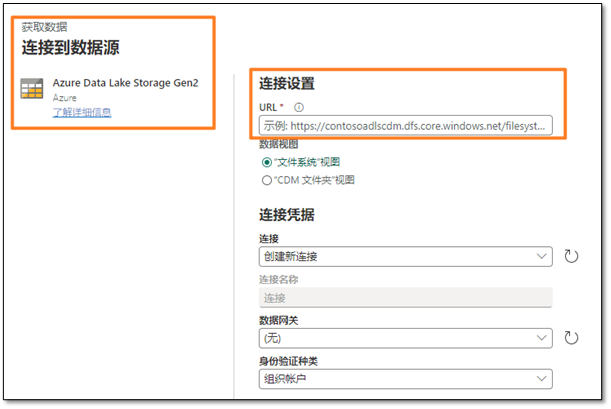 获取数据
连接到数据源
Azure Data Lake Storage Gen2
Azure
了解详细信息
连接设置
URL *
示例: https://contosoadlscdm.dfs.core.windows.net/filesyst...
数据视图
"文件系统"视图
"CDM 文件夹"视图
连接凭据
连接
创建新连接
连接名称
连接
数据网关
(无)
身份验证种类
组织帐户